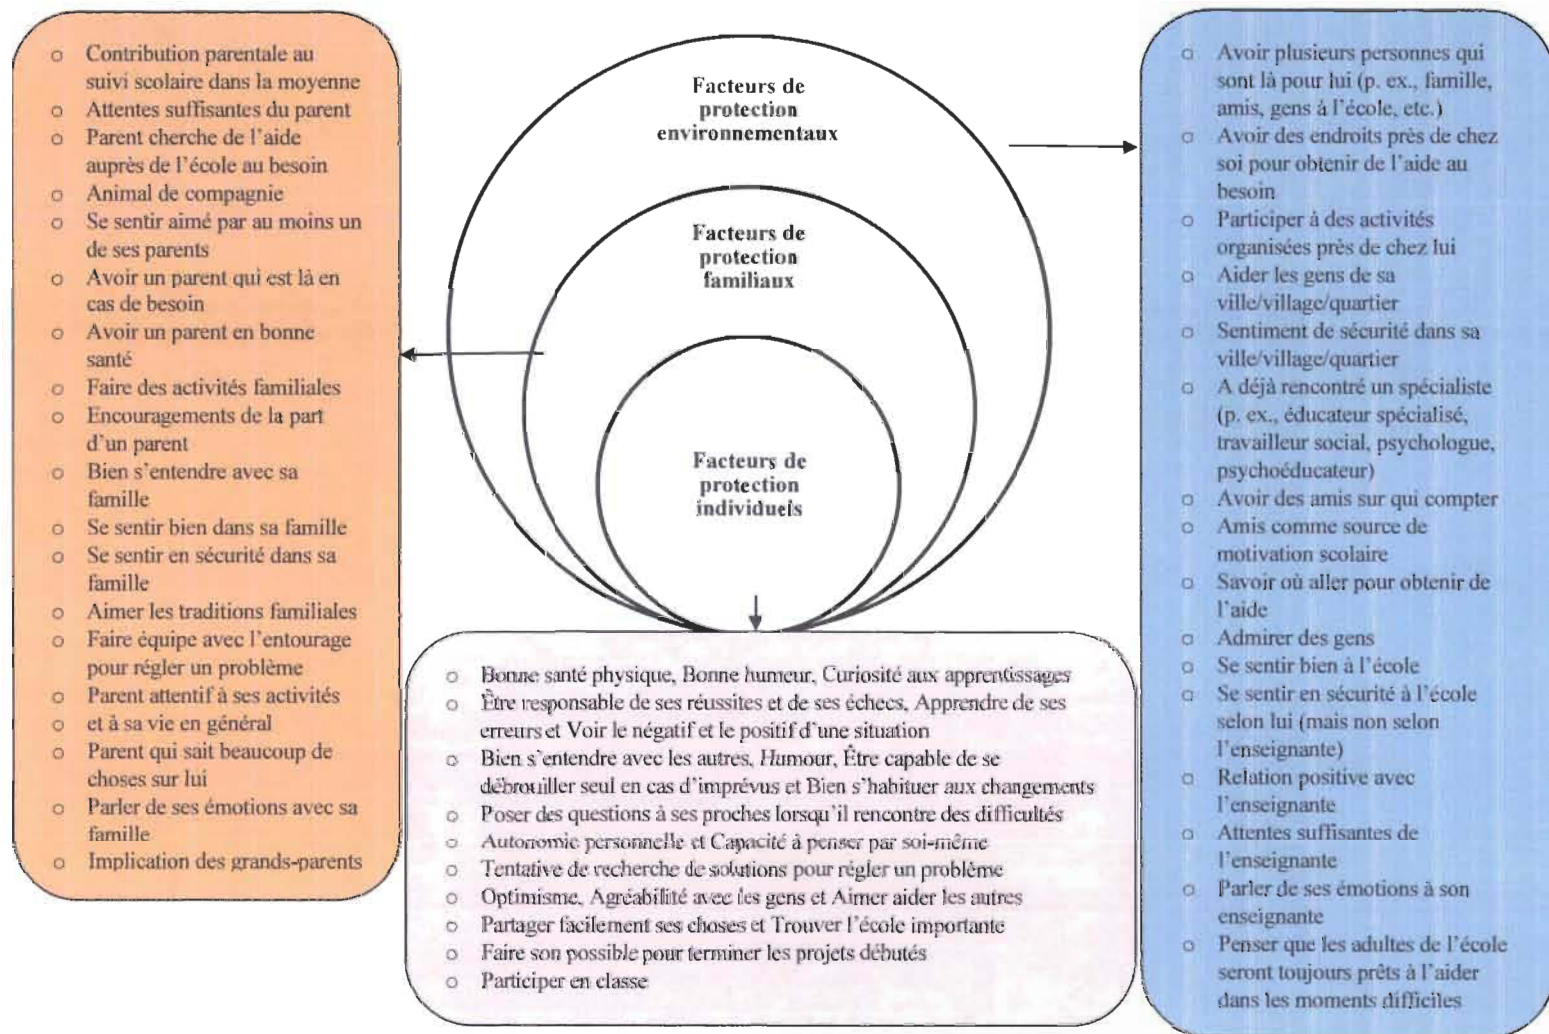 ○ Contribution parentale au
suivi scolaire dans la moyenne
○ Attentes suffisantes du parent
○ Parent cherche de l'aide
auprès de l'école au besoin
○ Animal de compagnie
○ Se sentir aimé par au moins un
de ses parents
○ Avoir un parent qui est là en
cas de besoin
○ Avoir un parent en bonne
santé
○ Faire des activités familiales
○ Encouragements de la part
d'un parent
○ Bien s'entendre avec sa
famille
○ Se sentir bien dans sa famille
○ Se sentir en sécurité dans sa
famille
○ Aimer les traditions familiales
○ Faire équipe avec l'entourage
pour régler un problème
○ Parent attentif à ses activités
○ et à sa vie en général
○ Parent qui sait beaucoup de
choses sur lui
○ Parler de ses émotions avec sa
famille
○ Implication des grands-parents
Facteurs de
protection
environnementaux
Facteurs de
protection
familiaux
Facteurs de
protection
individuels
○ Bonne santé physique, Bonne humeur, Curiosité aux apprentissages
○ Être responsable de ses réussites et de ses échecs, Apprendre de ses
erreurs et Voir le négatif et le positif d'une situation
○ Bien s'entendre avec les autres, Humour, Être capable de se
débrouiller seul en cas d'imprévus et Bien s'habituer aux changements
○ Poser des questions à ses proches lorsqu'il rencontre des difficultés
○ Autonomie personnelle et Capacité à penser par soi-même
○ Tentative de recherche de solutions pour régler un problème
○ Optimisme, Agréabilité avec les gens et Aimer aider les autres
○ Partager facilement ses choses et Trouver l'école importante
○ Faire son possible pour terminer les projets débutés
○ Participer en classe
○ Avoir plusieurs personnes qui
sont là pour lui (p. ex., famille,
amis, gens à l'école, etc.)
○ Avoir des endroits près de chez
soi pour obtenir de l'aide au
besoin
○ Participer à des activités
organisées près de chez lui
○ Aider les gens de sa
ville/village/quartier
○ Sentiment de sécurité dans sa
ville/village/quartier
○ A déjà rencontré un spécialiste
(p. ex., éducateur spécialisé,
travailleur social, psychologue,
psychoéducateur)
○ Avoir des amis sur qui compter
○ Amis comme source de
motivation scolaire
○ Savoir où aller pour obtenir de
l'aide
○ Admirer des gens
○ Se sentir bien à l'école
○ Se sentir en sécurité à l'école
selon lui (mais non selon
l'enseignante)
○ Relation positive avec
l'enseignante
○ Attentes suffisantes de
l'enseignante
○ Parler de ses émotions à son
enseignante
○ Penser que les adultes de l'école
seront toujours prêts à l'aider
dans les moments difficiles